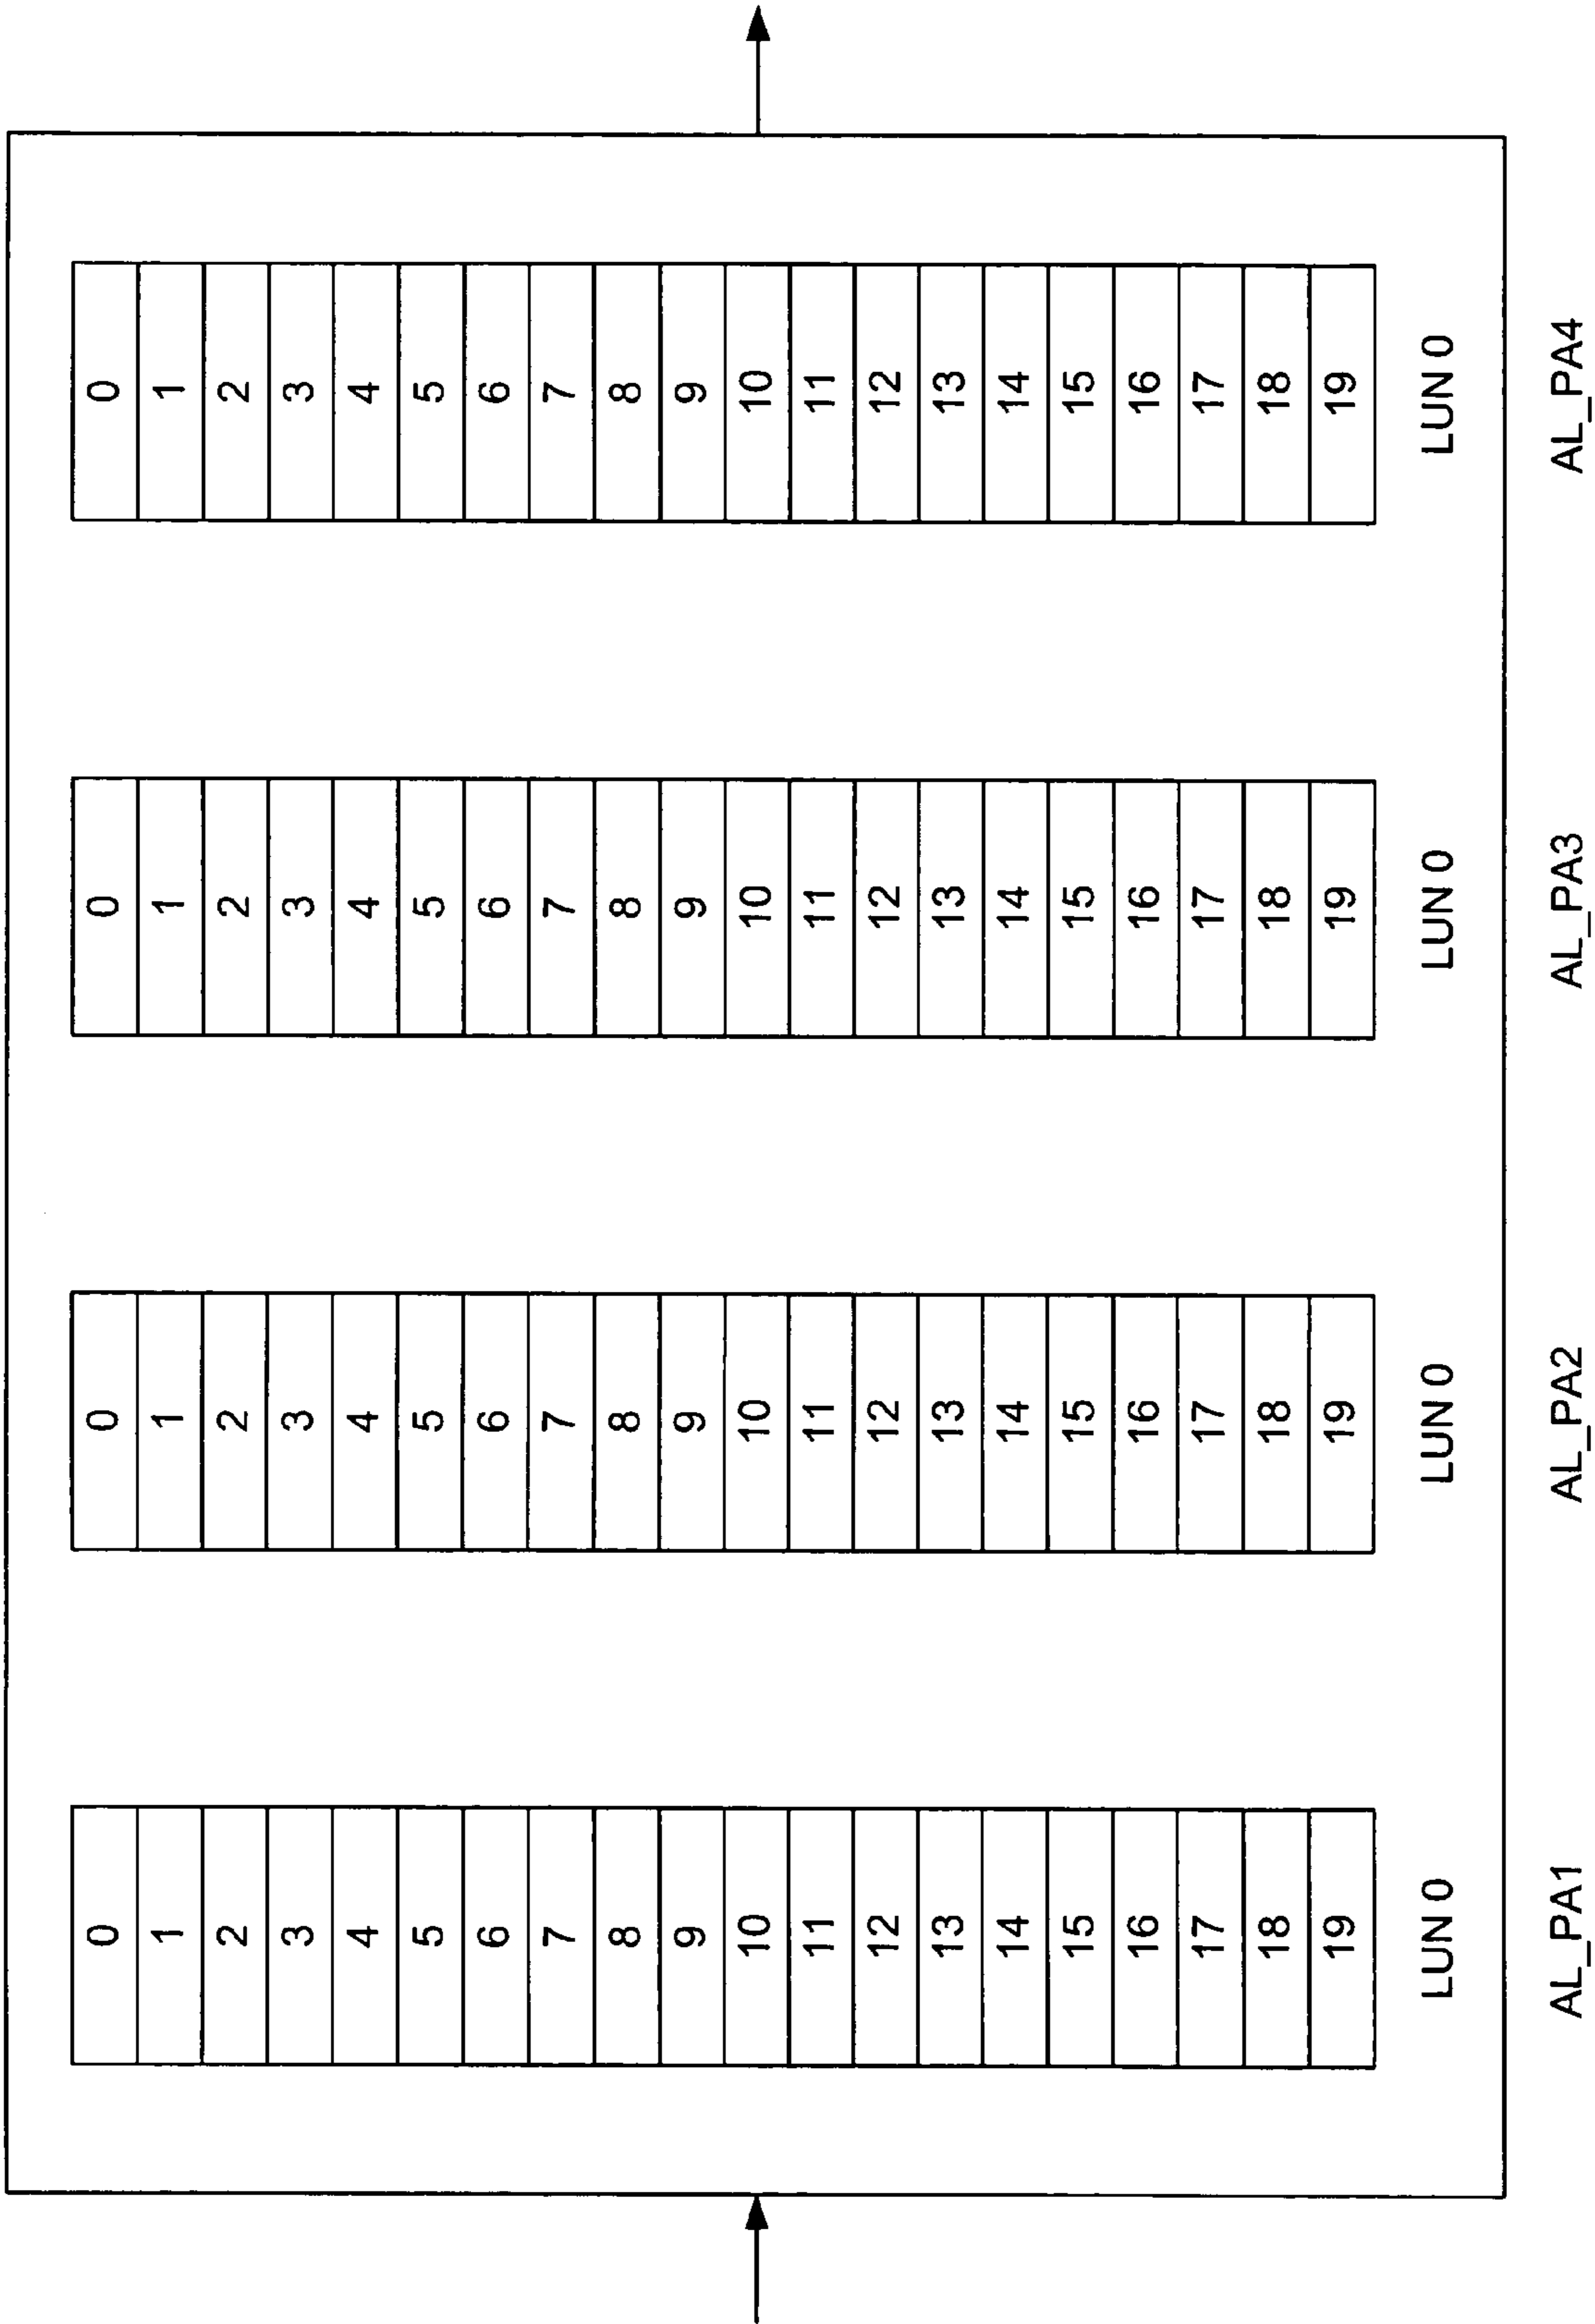 0 0 0 0
1 1 1 1
2 2 2 2
3 3 3 3
4 4 4 4
5 5 5 5
6 6 6 6
7 7 7 7
8 8 8 8
9 9 9 9
10 10 10 10
11 11 11 11
12 12 12 12
13 13 13 13
14 14 14 14
15 15 15 15
16 16 16 16
17 17 17 17
18 18 18 18
19 19 19 19
LUN 0 LUN 0 LUN 0 LUN 0
AL_PA1 AL_PA2 AL_PA3 AL_PA4